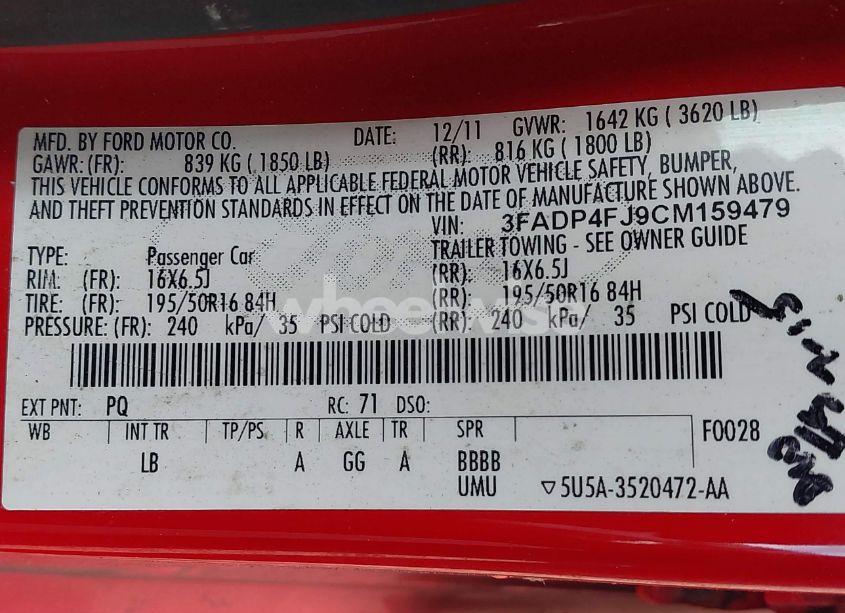 MFD. BY FORD MOTOR CO. DATE: 12/11 GVWR: 1642 KG ( 3620 LB)
GAWR: (FR): 839 KG ( 1850 LB) (RR): 816 KG ( 1800 LB)
THIS VEHICLE CONFORMS TO ALL APPLICABLE FEDERAL MOTOR VEHICLE SAFETY, BUMPER,
AND THEFT PREVENTION STANDARDS IN EFFECT ON THE DATE OF MANUFACTURE SHOWN ABOVE.
VIN: 3FADP4FJ9CM159479
TYPE: Passenger Car TRAILER TOWING - SEE OWNER GUIDE
RIM: (FR): 16X6.5J (RR): 16X6.5J
TIRE: (FR): 195/50R16 84H (RR): 195/50R16 84H
PRESSURE: (FR): 240 kPa/ 35 PSI COLD (RR): 240 kPa/ 35 PSI COLD
EXT PNT: PQ RC: 71 DSO:
WB INT TR TP/PS R AXLE TR SPR F0028
LB A GG A BBBB
UMU ▽5U5A-3520472-AA